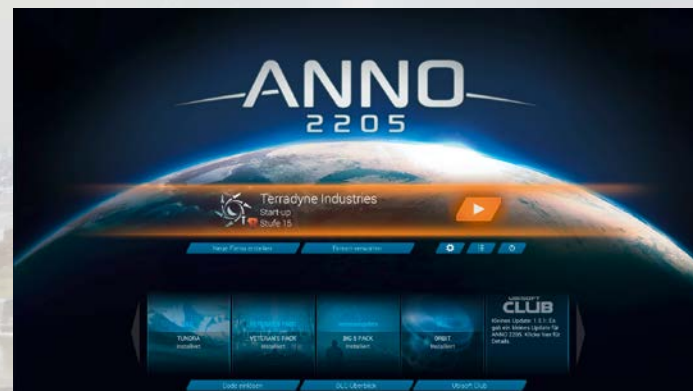 ANNO
2205
Terradyne Industries
Start-up
Stufe 15
Neue Firma erstellen
Firmen verwalten
TUNDRA
Installiert
VETERAN'S PACK
Installiert
BIG 5 PACK
Installiert
ORBIT
Installiert
UBISOFT
CLUB
Kleines Update 1.3.1: Es
gab ein kleines Update für
ANNO 2205. Klicke hier für
Details.
Code einlösen
DLC Überblick
Ubisoft Club